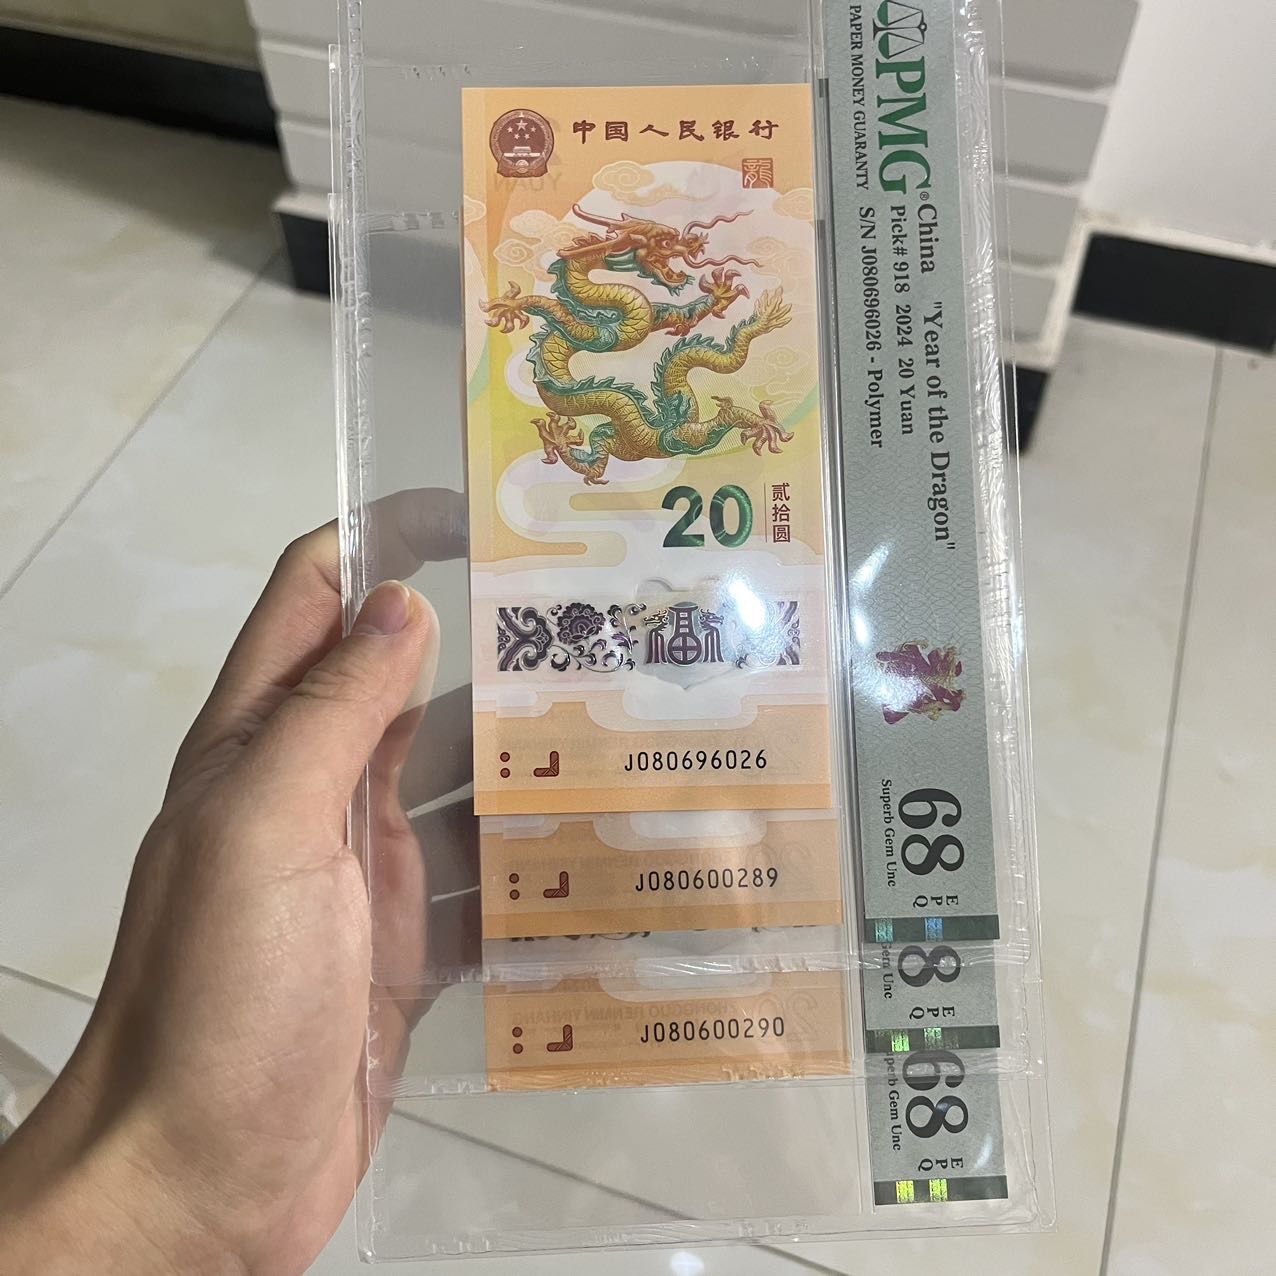 中国人民银行
龍
20
贰拾圆
福
J080696026
J080600289
J080600290
PMG
®
PAPER MONEY GUARANTY
China "Year of the Dragon"
Pick# 918 2024 20 Yuan
S/N J080696026 - Polymer
68
EPQ
Superb Gem Unc
8
EPQ
Gem Unc
68
EPQ
Superb Gem Unc